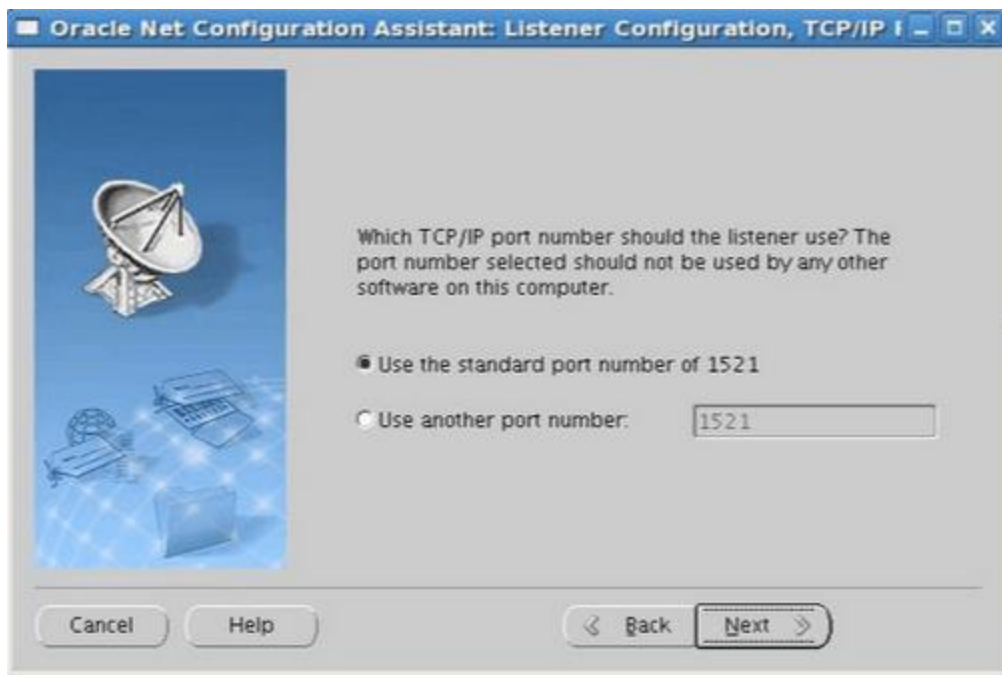 Oracle Net Configuration Assistant: Listener Configuration, TCP/IP
Which TCP/IP port number should the listener use? The
port number selected should not be used by any other
software on this computer.
Use the standard port number of 1521
Use another port number:
1521
Cancel
Help
Back
Next